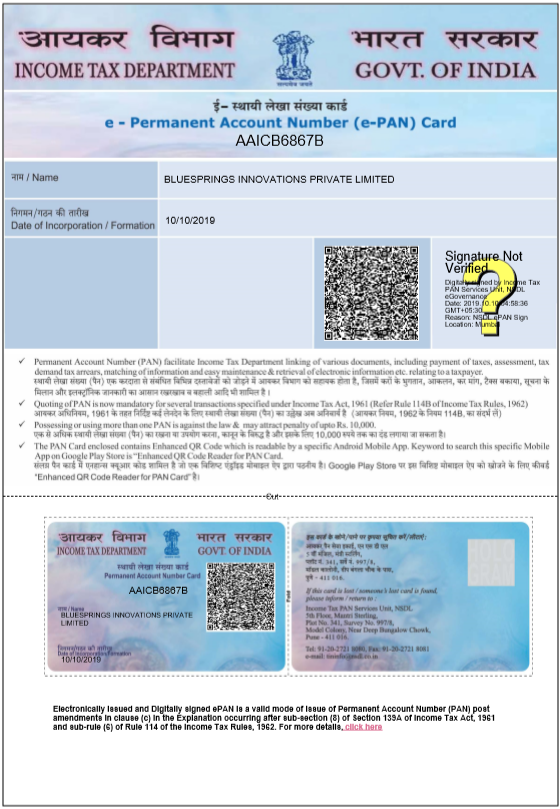 आयकर विभाग
भारत सरकार
INCOME TAX DEPARTMENT
GOVT. OF INDIA
ई- स्थायी लेखा संख्या कार्ड
e - Permanent Account Number (e-PAN) Card
AAICB6867B
नाम / Name
BLUESPRINGS INNOVATIONS PRIVATE LIMITED
निगमन/गठन की तारीख
Date of Incorporation / Formation
10/10/2019
Signature Not
Verified
Digitally signed by Income Tax
PAN Services Unit, NSDL
eGovernance
Date: 2019.10.10 04:58:36
GMT+05:30
Reason: NSDL ePAN Sign
Location: Mumbai
✓ Permanent Account Number (PAN) facilitate Income Tax Department linking of various documents, including payment of taxes, assessment, tax
demand tax arrears, matching of information and easy maintenance & retrieval of electronic information etc. relating to a taxpayer.
स्थायी लेखा संख्या (पैन) एक करदाता से संबंधित विभिन्न दस्तावेजों को जोड़ने में आयकर विभाग को सहायक होता है, जिसमें करों के भुगतान, आकलन, कर मांग, टैक्स बकाया, सूचना के
मिलान और इलक्ट्रॉनिक जानकारी का आसान रखरखाव व बहाली आदि भी शामिल है।
✓ Quoting of PAN is now mandatory for several transactions specified under Income Tax Act, 1961 (Refer Rule 114B of Income Tax Rules, 1962)
आयकर अधिनियम, 1961 के तहत निर्दिष्ट कई लेनदेन के लिए स्थायी लेखा संख्या (पैन) का उल्लेख अब अनिवार्य है (आयकर नियम, 1962 के नियम 114B, का संदर्भ लें)
✓ Possessing or using more than one PAN is against the law & may attract penalty of upto Rs. 10,000.
एक से अधिक स्थायी लेखा संख्या (पैन) का रखना या उपयोग करना, कानून के विरुद्ध है और इसके लिए 10,000 रुपये तक का दंड लगाया जा सकता है।
✓ The PAN Card enclosed contains Enhanced QR Code which is readable by a specific Android Mobile App. Keyword to search this specific Mobile
App on Google Play Store is "Enhanced QR Code Reader for PAN Card.
संलग्न पैन कार्ड में एनहान्स क्यूआर कोड शामिल है जो एक विशिष्ट एंड्रॉइड मोबाइल ऐप द्वारा पठनीय है। Google Play Store पर इस विशिष्ट मोबाइल ऐप को खोजने के लिए कीवर्ड
"Enhanced QR Code Reader for PAN Card" है।
Cut
आयकर विभाग
भारत सरकार
INCOME TAX DEPARTMENT
GOVT. OF INDIA
स्थायी लेखा संख्या कार्ड
Permanent Account Number Card
AAICB6867B
नाम / Name
BLUESPRINGS INNOVATIONS PRIVATE
LIMITED
निगमन/गठन की तारीख
Date of Incorporation/Formation
10/10/2019
Fold
इस कार्ड के खोने/पाने पर कृपया सूचित करें/लौटाएं:
आयकर पैन सेवा इकाई, एन एस डी एल
5 वीं मंजिल, मंत्री स्टर्लिंग,
प्लॉट नं. 341, सर्वे नं. 997/8,
मॉडल कालोनी, दीप बंगला चौक के पास,
पुणे - 411 016.
If this card is lost / someone's lost card is found,
please inform / return to :
Income Tax PAN Services Unit, NSDL
5th Floor, Mantri Sterling,
Plot No. 341, Survey No. 997/8,
Model Colony, Near Deep Bungalow Chowk,
Pune - 411 016.
Tel: 91-20-2721 8080, Fax: 91-20-2721 8081
e-mail: tininfo@nsdl.co.in
Electronically issued and Digitally signed ePAN is a valid mode of issue of Permanent Account Number (PAN) post
amendments in clause (c) in the Explanation occurring after sub-section (8) of Section 139A of Income Tax Act, 1961
and sub-rule (6) of Rule 114 of the Income Tax Rules, 1962. For more details, click here